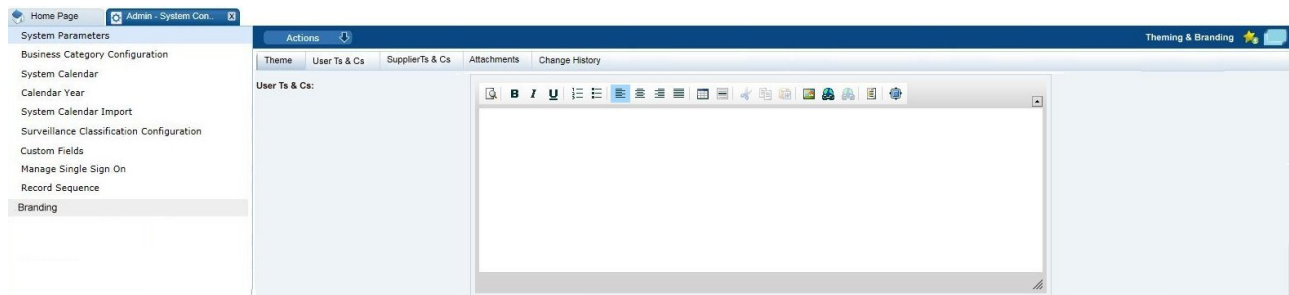 Home Page
Admin - System Con..
System Parameters
Actions
Theming & Branding
Business Category Configuration
Theme
User Ts & Cs
SupplierTs & Cs
Attachments
Change History
System Calendar
User Ts & Cs:
Calendar Year
B I U
System Calendar Import
Surveillance Classification Configuration
Custom Fields
Manage Single Sign On
Record Sequence
Branding